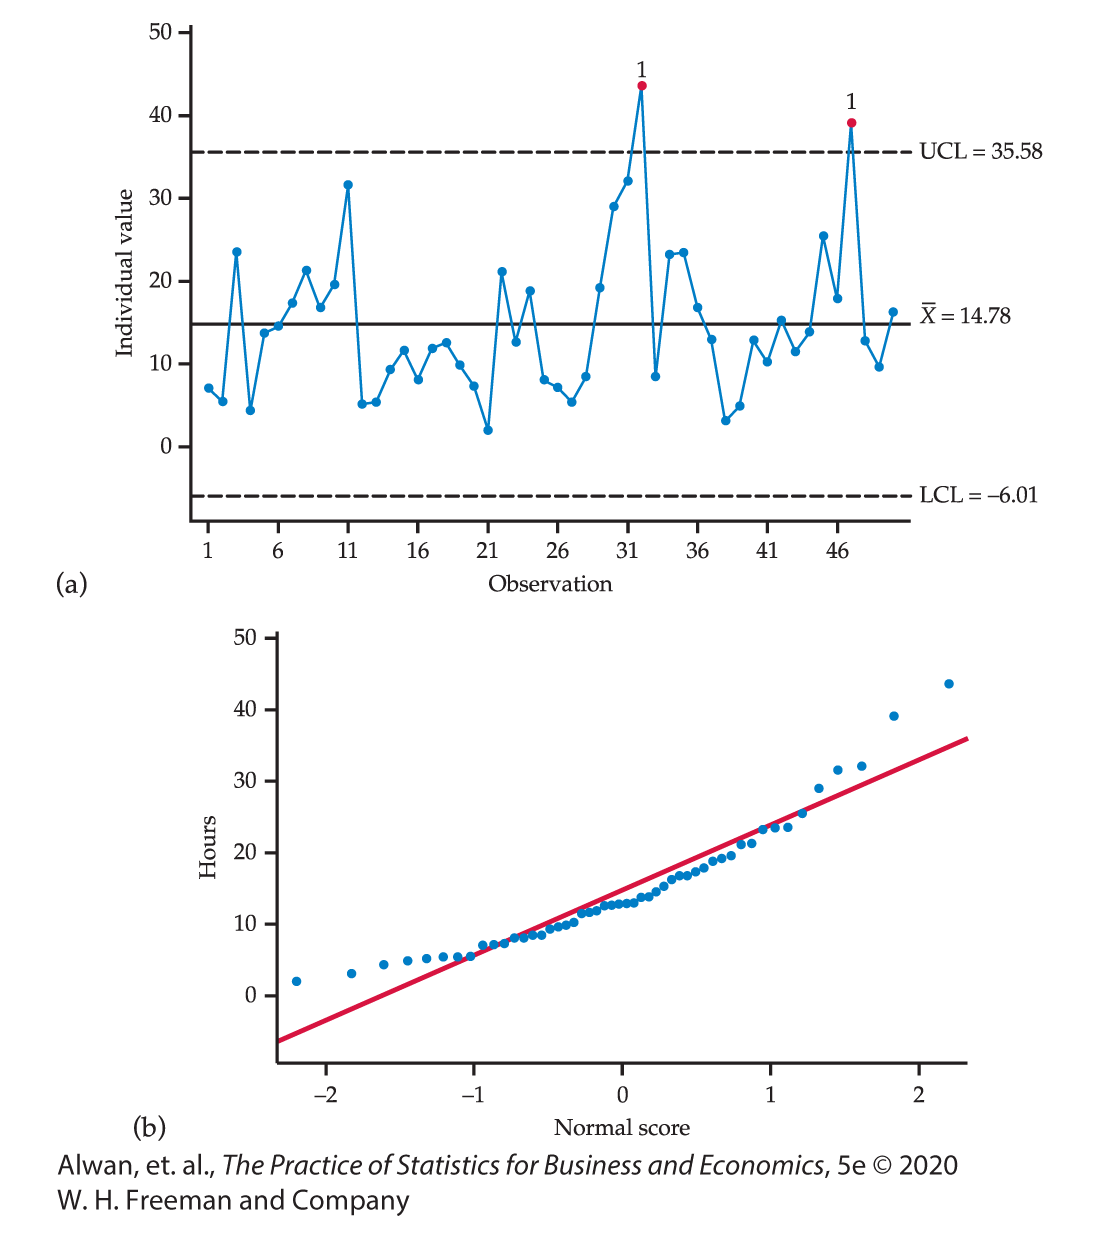 50
1
40
1
UCL = 35.58
30
20
X̅ = 14.78
10
0
LCL = –6.01
Individual value
1 6 11 16 21 26 31 36 41 46
Observation
(a)
50
40
30
20
10
0
Hours
–2 –1 0 1 2
Normal score
(b)
Alwan, et. al., The Practice of Statistics for Business and Economics, 5e © 2020
W. H. Freeman and Company